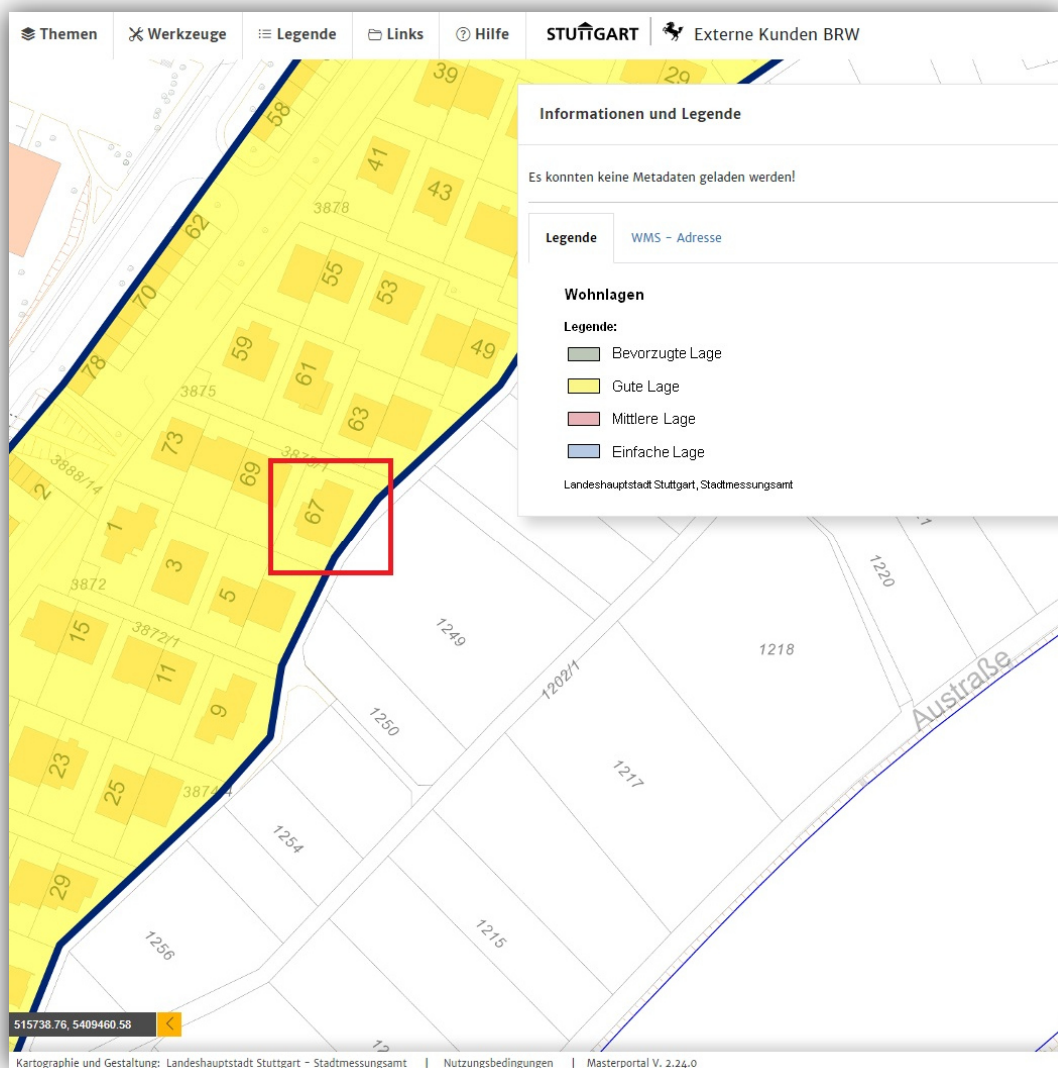 Themen
Werkzeuge
Legende
Links
Hilfe
STUTTGART
Externe Kunden BRW
39
29
58
41
43
3878
62
55
53
70
59
49
61
78
3875
63
73
3873/1
69
3888/14
2
67
1
3
5
3872
15
3872/1
11
9
23
25
3874/4
29
Informationen und Legende
Es konnten keine Metadaten geladen werden!
Legende
WMS - Adresse
Wohnlagen
Legende:
Bevorzugte Lage
Gute Lage
Mittlere Lage
Einfache Lage
Landeshauptstadt Stuttgart, Stadtmessungsamt
1220
1249
1218
1202/1
Austraße
1250
1217
1254
1215
1256
515738.76, 5409460.58
Kartographie und Gestaltung: Landeshauptstadt Stuttgart - Stadtmessungsamt | Nutzungsbedingungen | Masterportal V. 2.24.0